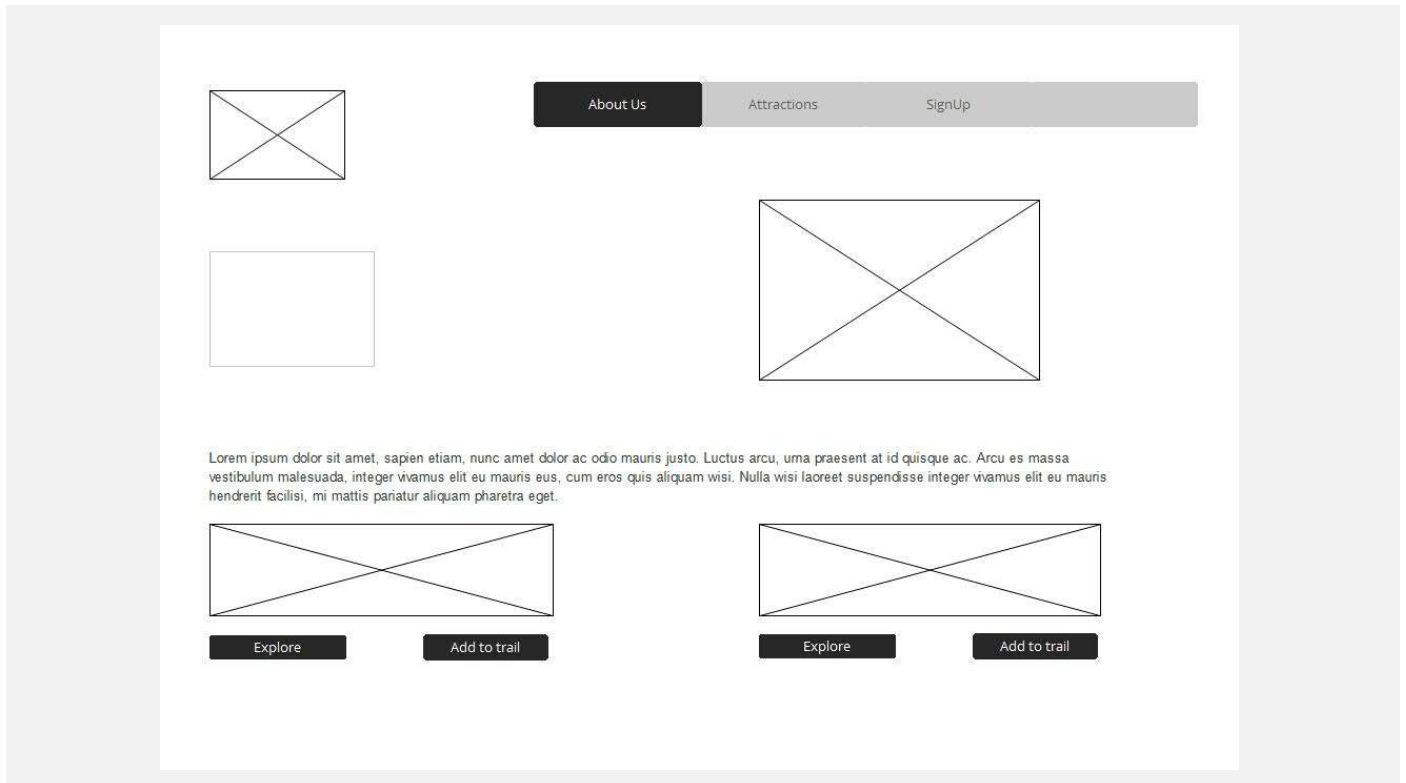 About Us
Attractions
SignUp
Lorem ipsum dolor sit amet, sapien etiam, nunc amet dolor ac odio mauris justo. Luctus arcu, urna praesent at id quisque ac. Arcu es massa
vestibulum malesuada, integer vivamus elit eu mauris eus, cum eros quis aliquam wisi. Nulla wisi laoreet suspendisse integer vivamus elit eu mauris
hendrerit facilisi, mi mattis pariatur aliquam pharetra eget.
Explore
Add to trail
Explore
Add to trail